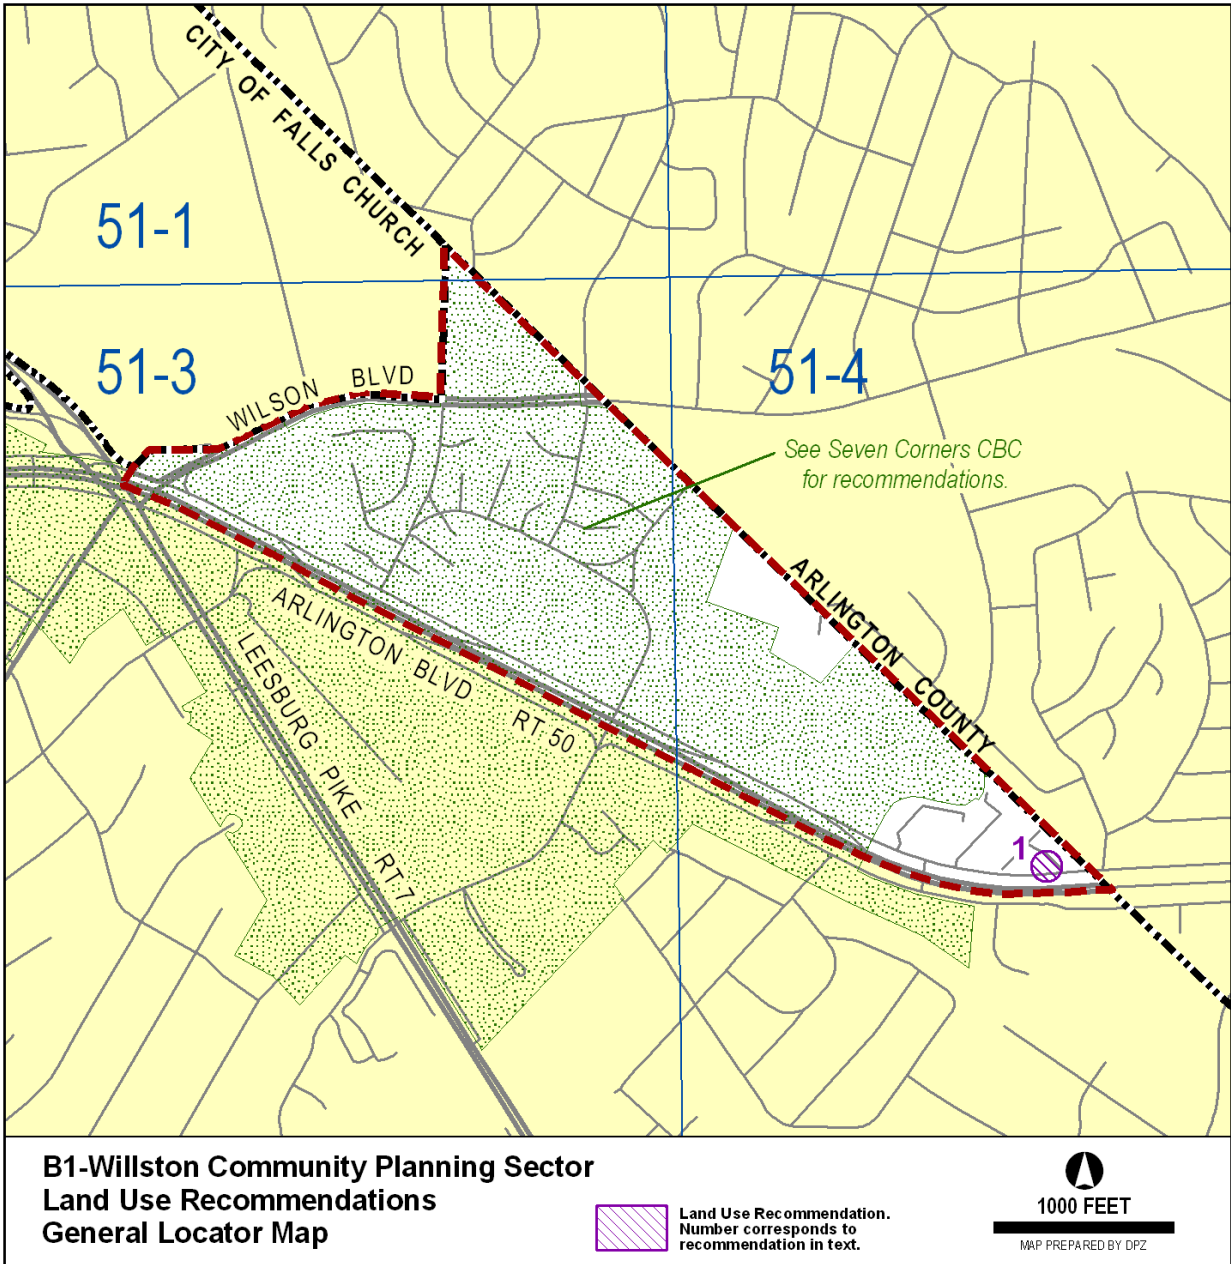 CITY OF FALLS CHURCH
51-1
51-3
51-4
WILSON BLVD
See Seven Corners CBC
for recommendations.
ARLINGTON COUNTY
ARLINGTON BLVD RT 50
LEESBURG PIKE RT 7
1
B1-Willston Community Planning Sector
Land Use Recommendations
General Locator Map
Land Use Recommendation.
Number corresponds to
recommendation in text.
1000 FEET
MAP PREPARED BY DPZ